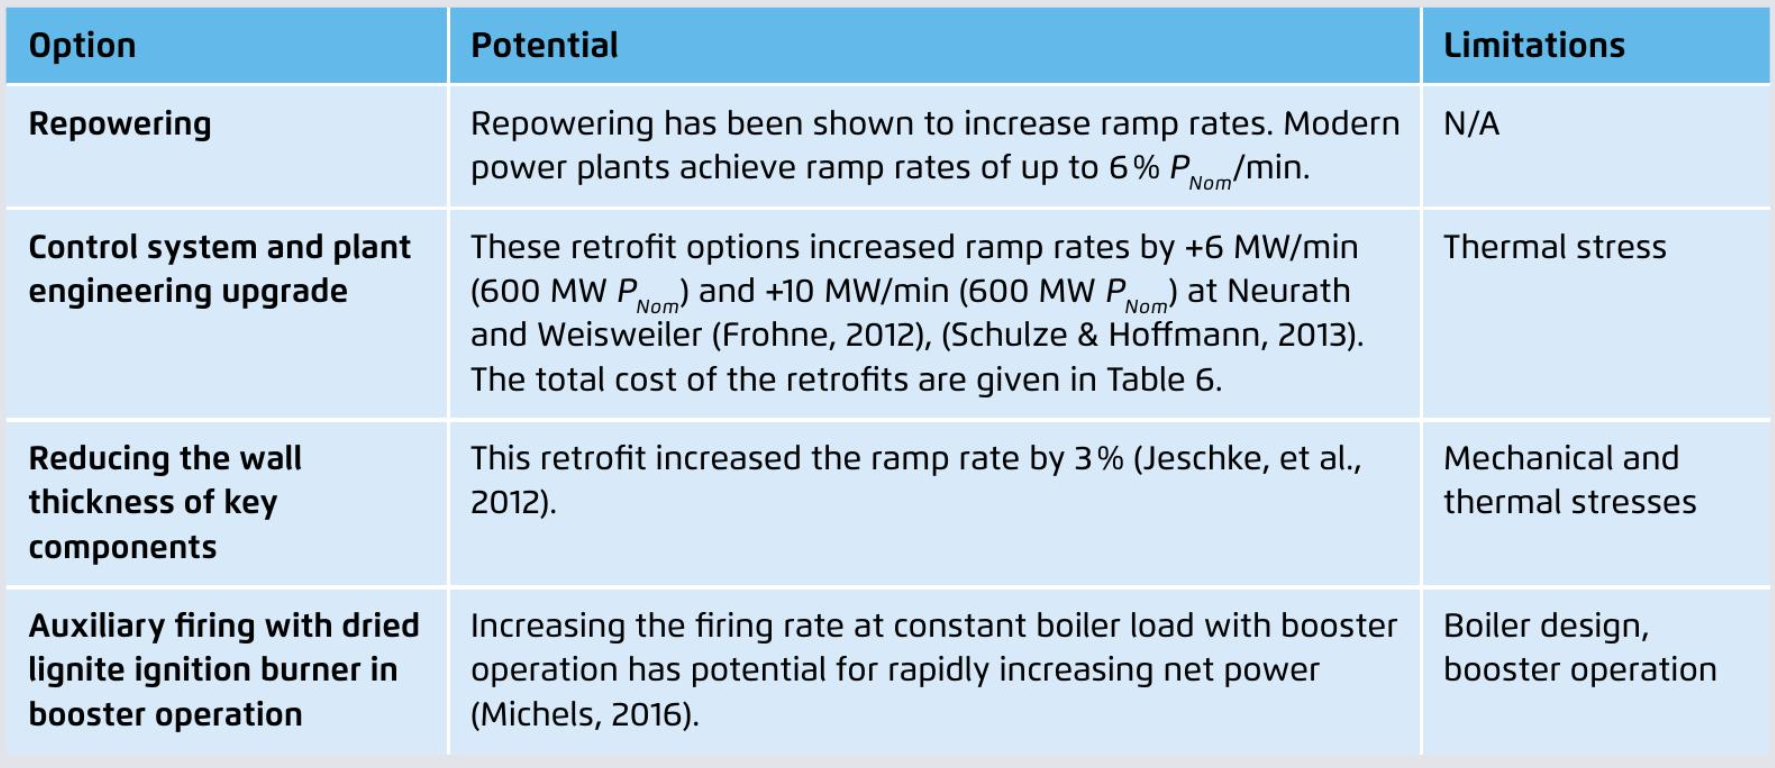 Option
Potential
Limitations
Repowering
Repowering has been shown to increase ramp rates. Modern
power plants achieve ramp rates of up to 6 % PNom/min.
N/A
Control system and plant
engineering upgrade
These retrofit options increased ramp rates by +6 MW/min
(600 MW PNom) and +10 MW/min (600 MW PNom) at Neurath
and Weisweiler (Frohne, 2012), (Schulze & Hoffmann, 2013).
The total cost of the retrofits are given in Table 6.
Thermal stress
Reducing the wall
thickness of key
components
This retrofit increased the ramp rate by 3 % (Jeschke, et al.,
2012).
Mechanical and
thermal stresses
Auxiliary firing with dried
lignite ignition burner in
booster operation
Increasing the firing rate at constant boiler load with booster
operation has potential for rapidly increasing net power
(Michels, 2016).
Boiler design,
booster operation